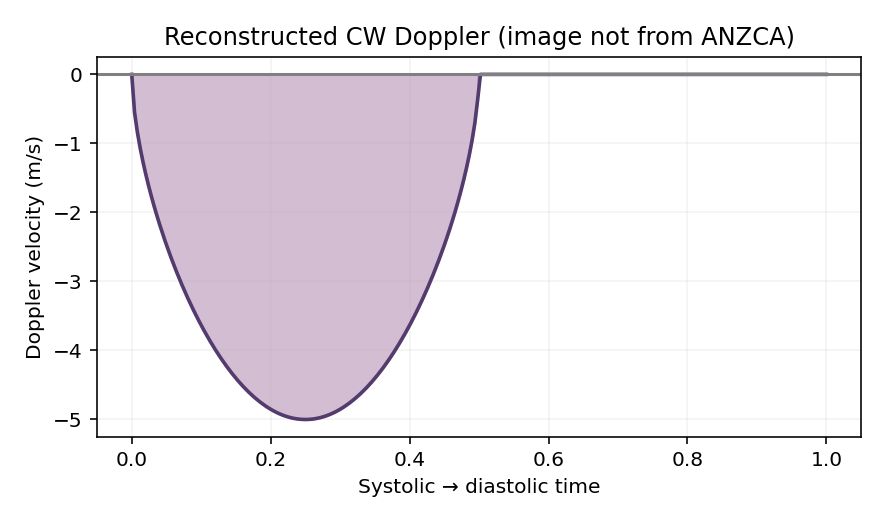 Reconstructed CW Doppler (image not from ANZCA)
Doppler velocity (m/s)
0
−1
−2
−3
−4
−5
0.0 0.2 0.4 0.6 0.8 1.0
Systolic → diastolic time